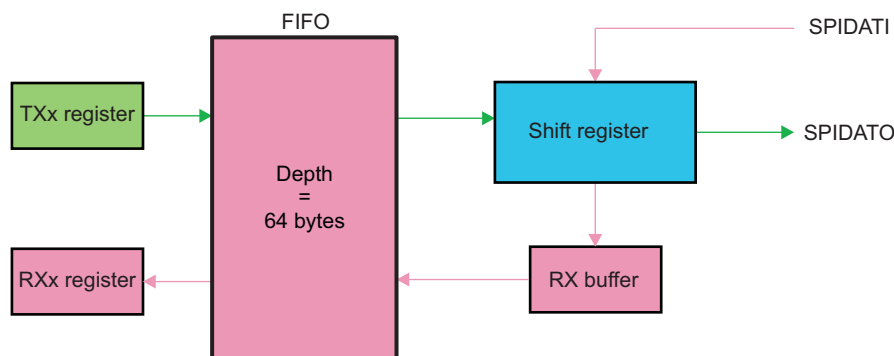 FIFO
SPIDATI
TXx register
Shift register
SPIDATO
Depth
=
64 bytes
RXx register
RX buffer